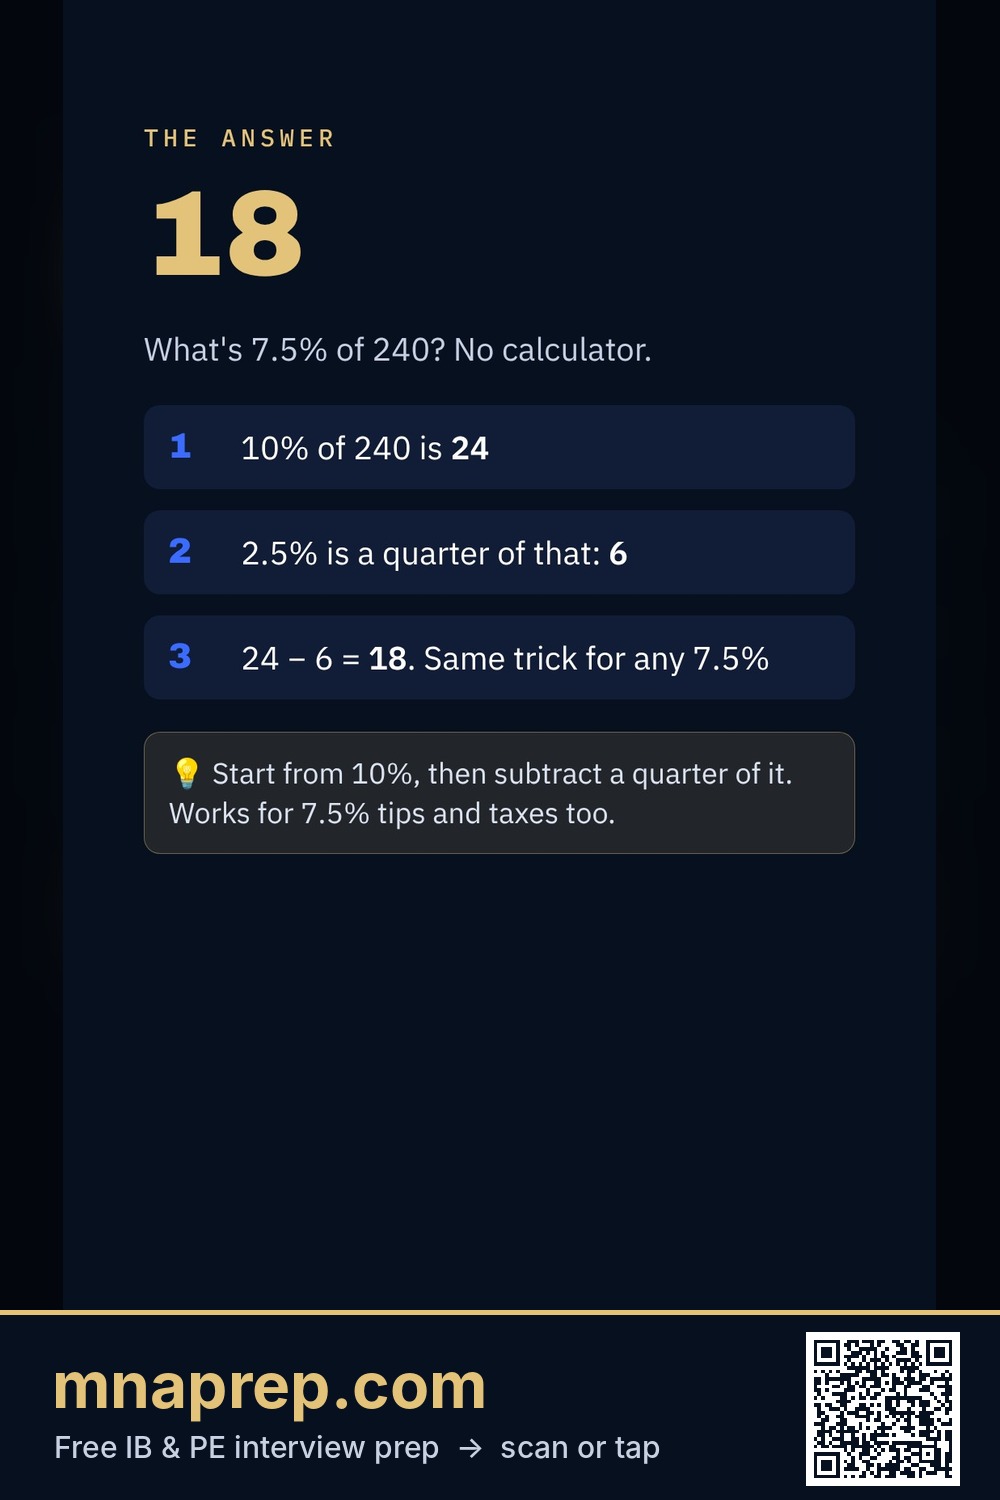 THE ANSWER
18
What's 7.5% of 240? No calculator.
1 10% of 240 is 24
2 2.5% is a quarter of that: 6
3 24 – 6 = 18. Same trick for any 7.5%
💡 Start from 10%, then subtract a quarter of it.
Works for 7.5% tips and taxes too.
mnaprep.com
Free IB & PE interview prep → scan or tap